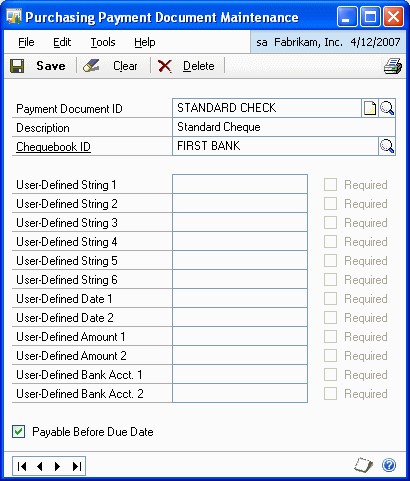 Purchasing Payment Document Maintenance
File Edit Tools Help sa Fabrikam, Inc. 4/12/2007
Save Clear Delete
Payment Document ID STANDARD CHECK
Description Standard Cheque
Chequebook ID FIRST BANK
User-Defined String 1 Required
User-Defined String 2 Required
User-Defined String 3 Required
User-Defined String 4 Required
User-Defined String 5 Required
User-Defined String 6 Required
User-Defined Date 1 Required
User-Defined Date 2 Required
User-Defined Amount 1 Required
User-Defined Amount 2 Required
User-Defined Bank Acct. 1 Required
User-Defined Bank Acct. 2 Required
Payable Before Due Date